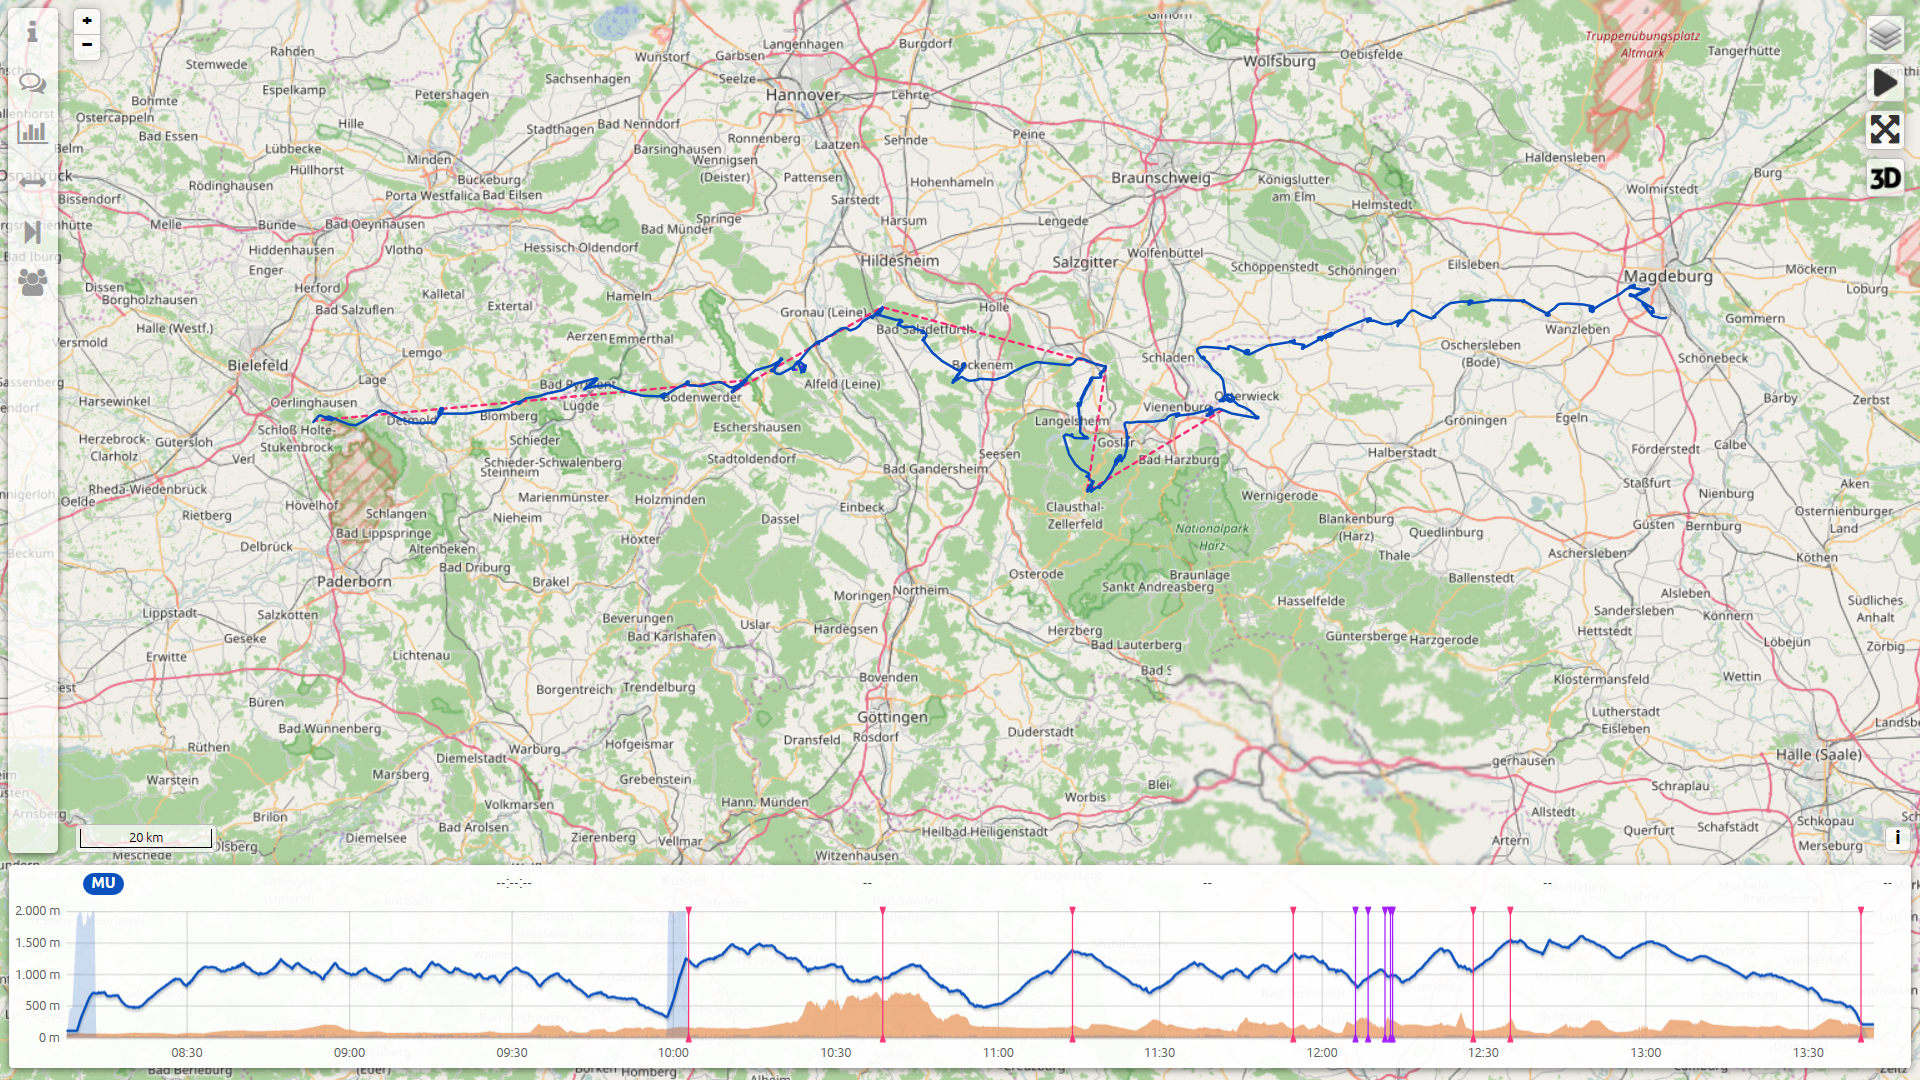 +
−
3D
20 km
i
Gifhorn
Truppenübungsplatz
Altmark
Tangerhütte
Rahden
Stemwede
Espelkamp
Petershagen
Sachsenhagen
Wunstorf
Garbsen
Seelze
Langenhagen
Burgdorf
Hannover
Lehrte
Wolfsburg
Oebisfelde
Bohmte
Ostercappeln
Bad Essen
Hille
Lübbecke
Hüllhorst
Minden
Stadthagen
Bad Nenndorf
Barsinghausen
Ronnenberg
Wennigsen
(Deister)
Laatzen
Sehnde
Peine
Haldensleben
Belm
Osnabrück
Bissendorf
Rödinghausen
Bückeburg
Porta Westfalica
Bad Eilsen
Pattensen
Hohenhameln
Braunschweig
Königslutter
am Elm
Helmstedt
Wolmirstedt
Burg
Melle
Bünde
Bad Oeynhausen
Springe
Sarstedt
Harsum
Lengede
Hiddenhausen
Vlotho
Hessisch Oldendorf
Bad Münder
Wolfenbüttel
Bad Iburg
Enger
Hildesheim
Salzgitter
Schöppenstedt
Schöningen
Eilsleben
Magdeburg
Möckern
Loburg
Dissen
Borgholzhausen
Herford
Kalletal
Hameln
Bad Salzuflen
Extertal
Gronau (Leine)
Holle
Gommern
Halle (Westf.)
Versmold
Aerzen
Emmerthal
Bad Salzdetfurth
Wanzleben
Oschersleben
(Bode)
Bielefeld
Lemgo
Lage
Bockenem
Schladen
Schönebeck
Bad Pyrmont
Alfeld (Leine)
Harsewinkel
Oerlinghausen
Lügde
Bodenwerder
Osterwieck
Barby
Zerbst
Schloß Holte-
Stukenbrock
Detmold
Blomberg
Eschershausen
Langelsheim
Vienenburg
Gröningen
Egeln
Herzebrock-
Clarholz
Gütersloh
Verl
Schieder
Goslar
Calbe
Seesen
Bad Harzburg
Halberstadt
Förderstedt
Schieder-Schwalenberg
Steinheim
Stadtoldendorf
Bad Gandersheim
Staßfurt
Aken
Rheda-Wiedenbrück
Oelde
Marienmünster
Holzminden
Einbeck
Clausthal-
Zellerfeld
Wernigerode
Nienburg
Rietberg
Hövelhof
Schlangen
Nieheim
Dassel
Blankenburg
(Harz)
Quedlinburg
Güsten
Bernburg
Osternienburger
Land
Bad Lippspringe
Nationalpark
Harz
Delbrück
Altenbeken
Höxter
Thale
Aschersleben
Köthen
Beckum
Bad Driburg
Paderborn
Brakel
Moringen
Northeim
Osterode
Braunlage
Sankt Andreasberg
Ballenstedt
Alsleben
Südliches
Anhalt
Lippstadt
Salzkotten
Beverungen
Hasselfelde
Sandersleben
Könnern
Geseke
Bad Karlshafen
Uslar
Hardegsen
Herzberg
Hettstedt
Erwitte
Lichtenau
Bad Lauterberg
Güntersberge
Harzgerode
Löbejün
Zörbig
Soest
Borgentreich
Trendelburg
Bovenden
Bad S
Klostermansfeld
Wettin
Büren
Göttingen
Lutherstadt
Eisleben
Bad Wünnenberg
Rüthen
Warburg
Hofgeismar
Dransfeld
Rosdorf
Duderstadt
Landsbe
Halle (Saale)
Diemelstadt
gerhausen
Warstein
Marsberg
Grebenstein
Schraplau
Arnsberg
Brilon
Volkmarsen
Hann. Münden
Worbis
Blei
Allstedt
Schkopau
Olsberg
Diemelsee
Bad Arolsen
Zierenberg
Vellmar
Heilbad Heiligenstadt
Querfurt
Schafstädt
Artern
Merseburg
Meschede
Witzenhausen
MU
--:--:--
--
--
--
--
2.000 m
1.500 m
1.000 m
500 m
0 m
08:30
09:00
09:30
10:00
10:30
11:00
11:30
12:00
12:30
13:00
13:30
Bad Berleburg
(Eder)
Borken
Homberg